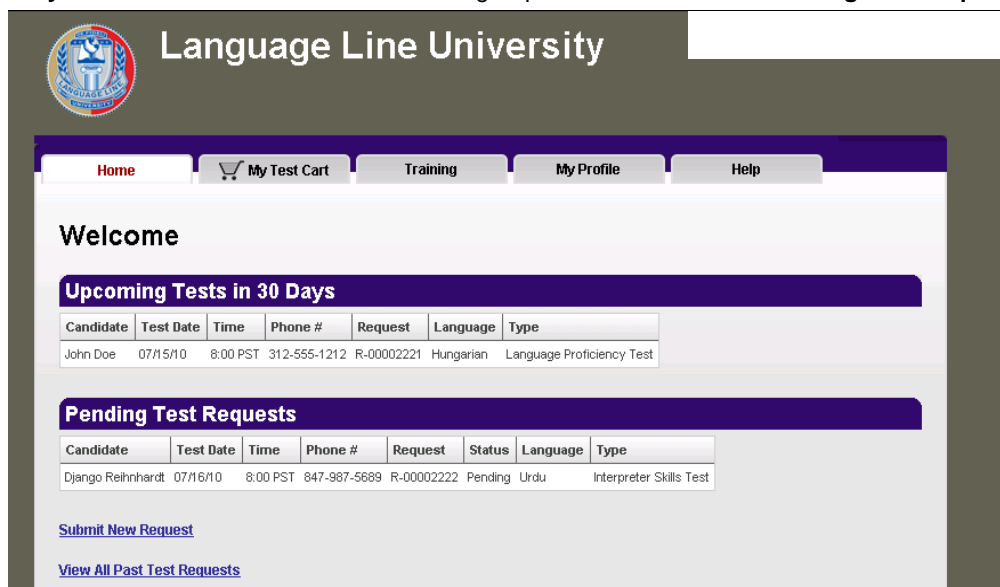 Language Line University
LANGUAGE LINE
UNIVERSITY
Home My Test Cart Training My Profile Help
Welcome
Upcoming Tests in 30 Days
Candidate Test Date Time Phone # Request Language Type
John Doe 07/15/10 8:00 PST 312-555-1212 R-00002221 Hungarian Language Proficiency Test
Pending Test Requests
Candidate Test Date Time Phone # Request Status Language Type
Django Reihnhardt 07/16/10 8:00 PST 847-987-5689 R-00002222 Pending Urdu Interpreter Skills Test
Submit New Request
View All Past Test Requests